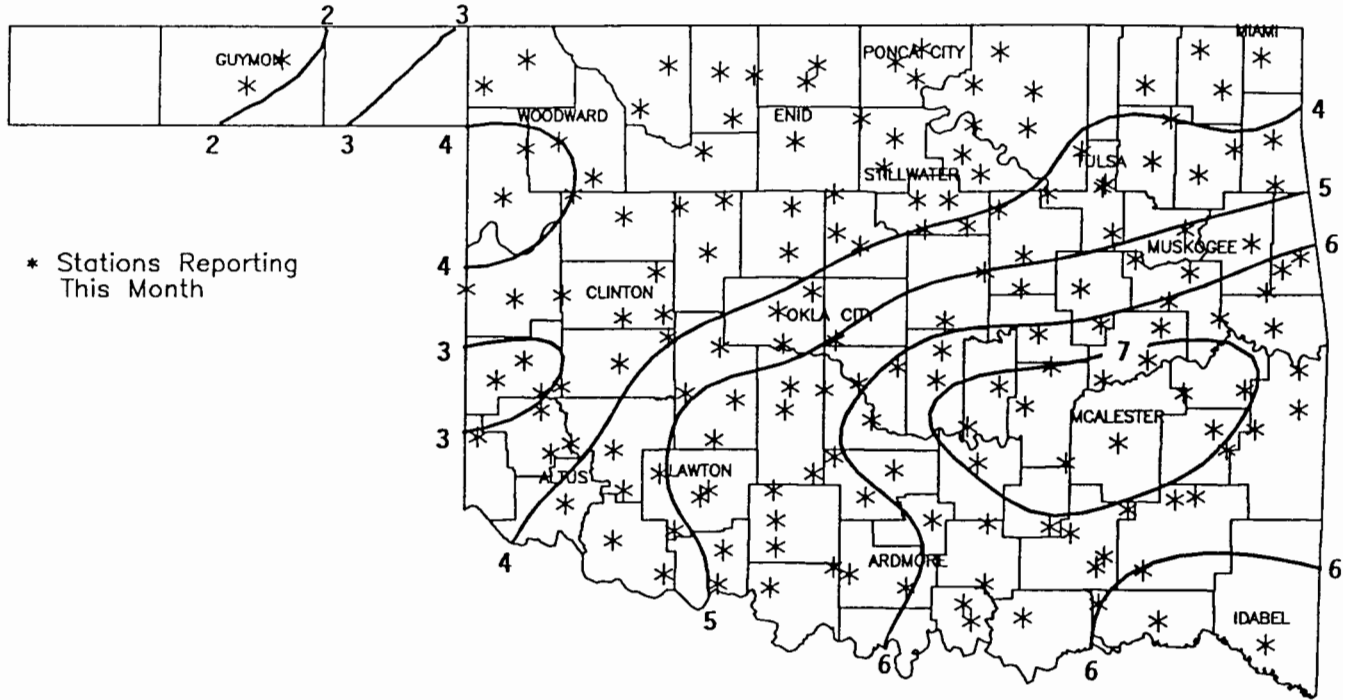 2 3
GUYMON PONCA CITY MIAMI
WOODWARD ENID 4
2 3 4
TULSA
STILLWATER
5
MUSKOGEE 6
4
* Stations Reporting
This Month
CLINTON
OKLA CITY
3 7
MCALESTER
3
ALTUS LAWTON
4 ARDMORE 6
5 IDABEL
6 6